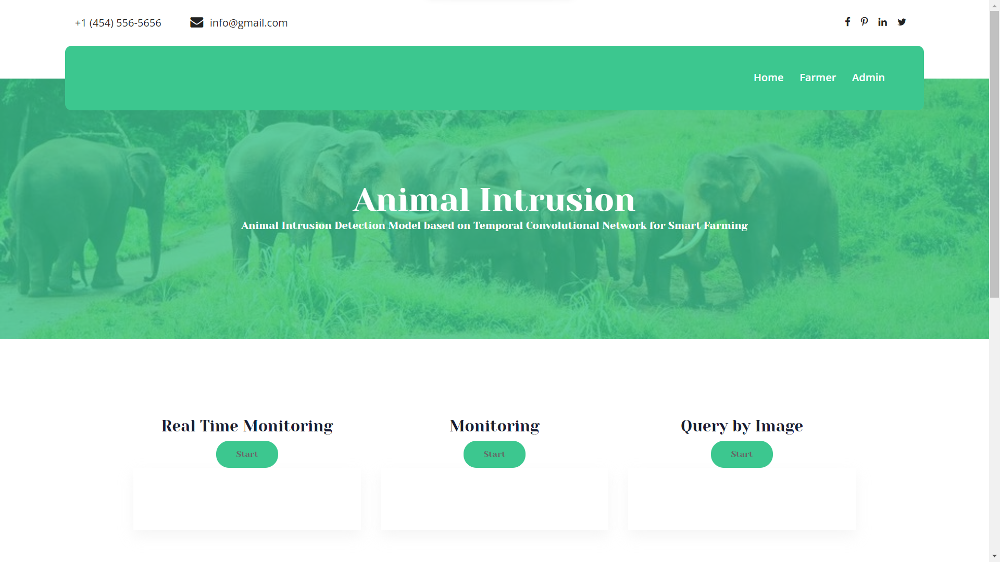 +1 (454) 556-5656 info@gmail.com
Home Farmer Admin
Animal Intrusion
Animal Intrusion Detection Model based on Temporal Convolutional Network for Smart Farming
Real Time Monitoring
Start
Monitoring
Start
Query by Image
Start